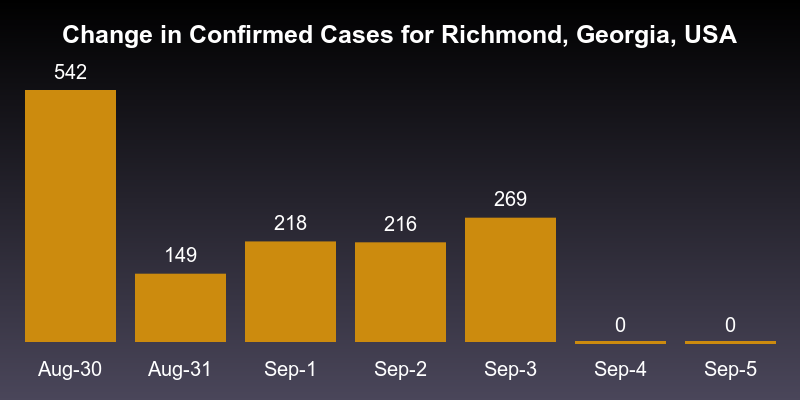 Change in Confirmed Cases for Richmond, Georgia, USA
542
149
218
216
269
0
0
Aug-30
Aug-31
Sep-1
Sep-2
Sep-3
Sep-4
Sep-5